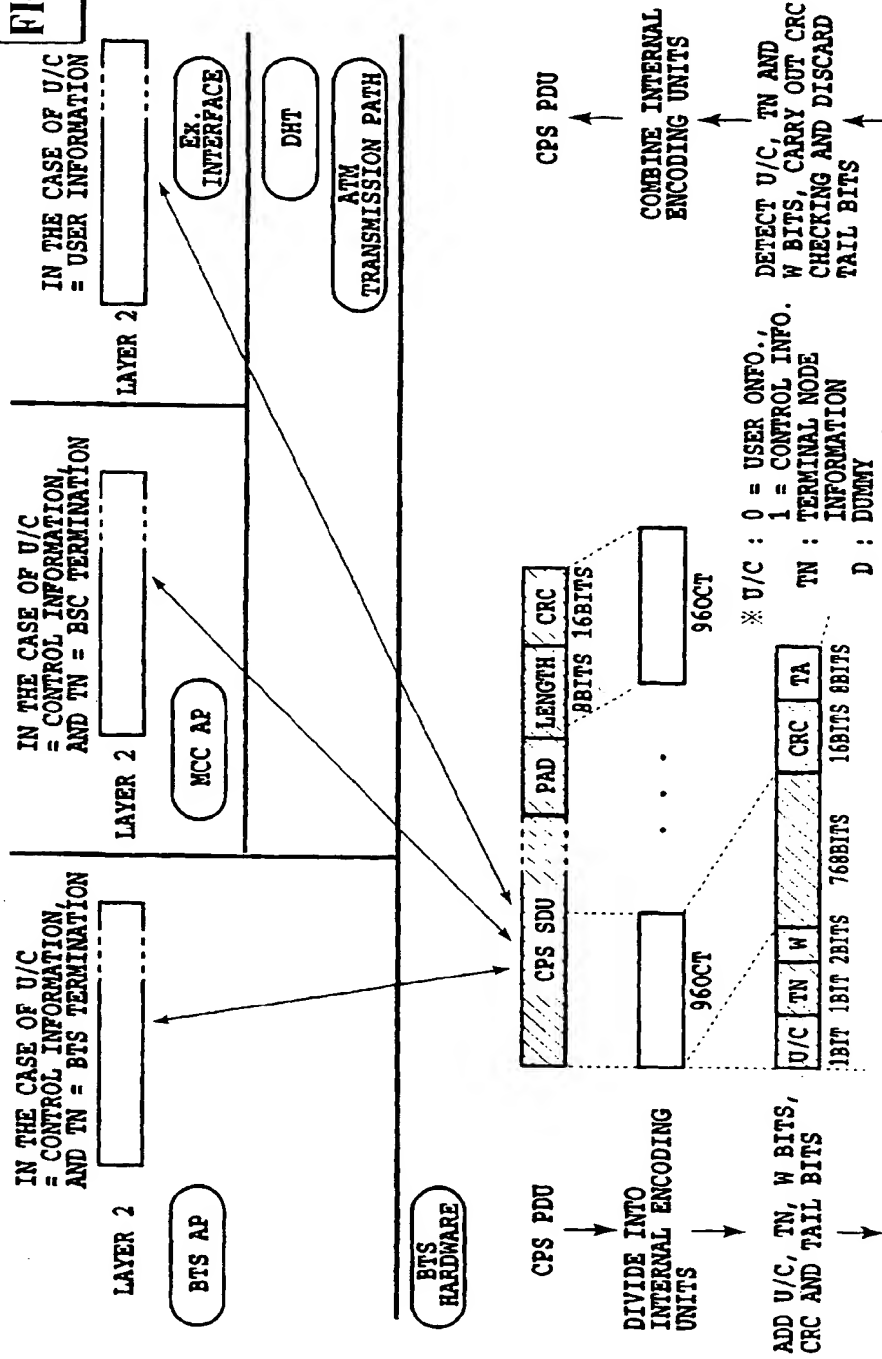 FI
IN THE CASE OF U/C
= CONTROL INFORMATION,
AND TN = BTS TERMINATION
LAYER 2
BTS AP
IN THE CASE OF U/C
= CONTROL INFORMATION,
AND TN = BSC TERMINATION
LAYER 2
MCC AP
IN THE CASE OF U/C
= USER INFORMATION
LAYER 2
Ex.
INTERFACE
DHT
ATM
TRANSMISSION PATH
BTS
HARDWARE
CPS PDU
DIVIDE INTO
INTERNAL ENCODING
UNITS
ADD U/C, TN, W BITS,
CRC AND TAIL BITS
CPS SDU PAD LENGTH CRC
8BITS 16BITS
96OCT
• • •
96OCT
U/C TN W CRC TA
1BIT 1BIT 2BITS 768BITS 16BITS 8BITS
※ U/C : 0 = USER ONFO.,
1 = CONTROL INFO.
TN : TERMINAL NODE
INFORMATION
D : DUMMY
CPS PDU
COMBINE INTERNAL
ENCODING UNITS
DETECT U/C, TN AND
W BITS, CARRY OUT CRC
CHECKING AND DISCARD
TAIL BITS